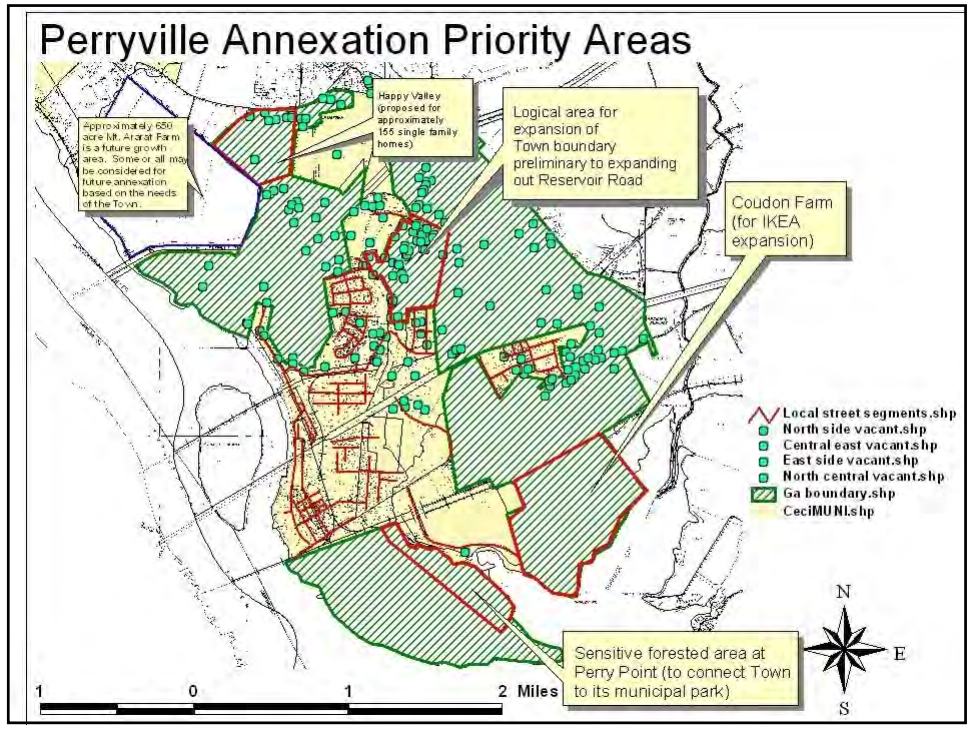 Perryville Annexation Priority Areas
Approximately 650
acre Mt. Ararat Farm
is a future growth
area. Some or all may
be considered for
future annexation
based on the needs
of the Town.
Happy Valley
(proposed for
approximately
155 single family
homes)
Logical area for
expansion of
Town boundary
preliminary to expanding
out Reservoir Road
Coudon Farm
(for IKEA
expansion)
Local street segments.shp
North side vacant.shp
Central east vacant.shp
East side vacant.shp
North central vacant.shp
Ga boundary.shp
CeciMUNI.shp
Sensitive forested area at
Perry Point (to connect Town
to its municipal park)
N
E
S
1 0 1 2 Miles